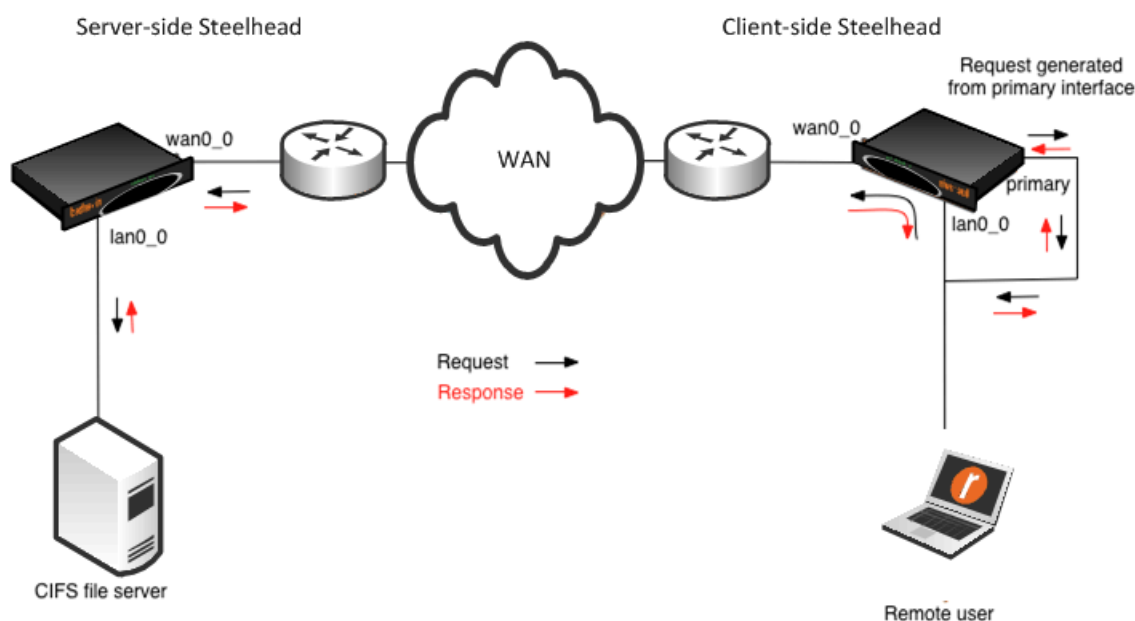 Server-side Steelhead
Client-side Steelhead
Request generated
from primary interface
wan0_0
WAN
wan0_0
primary
lan0_0
lan0_0
Request
Response
r
CIFS file server
Remote user